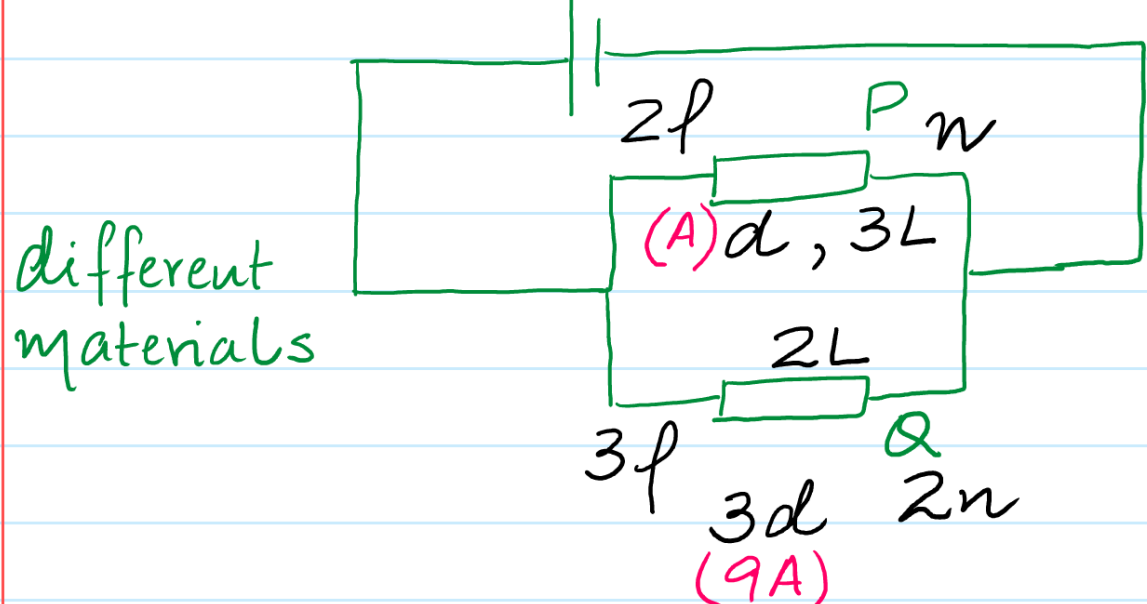 2ρ P n
(A) d, 3L
different
materials
2L
3ρ Q
3d 2n
(9A)